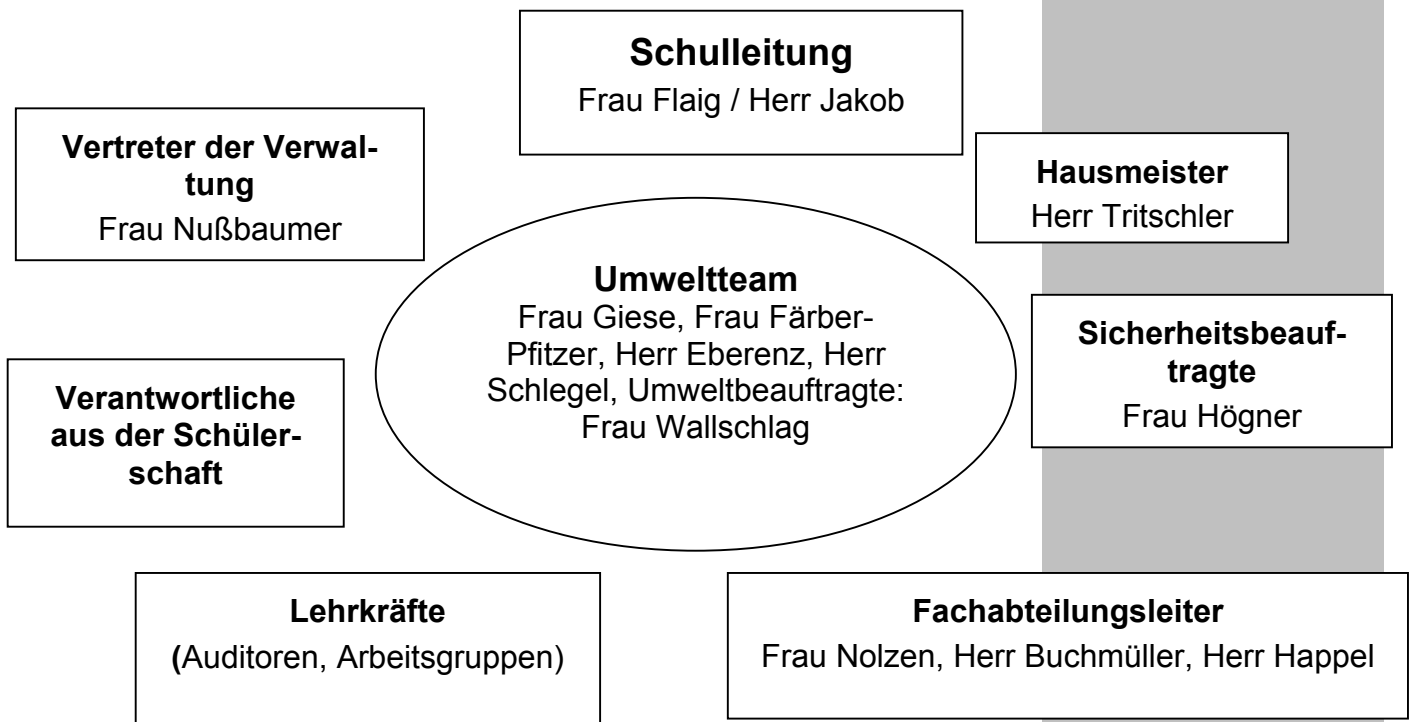 Schulleitung
Frau Flaig / Herr Jakob
Vertreter der Verwal-
tung
Frau Nußbaumer
Hausmeister
Herr Tritschler
Umweltteam
Frau Giese, Frau Färber-
Pfitzer, Herr Eberenz, Herr
Schlegel, Umweltbeauftragte:
Frau Wallschlag
Sicherheitsbeauf-
tragte
Frau Högner
Verantwortliche
aus der Schüler-
schaft
Lehrkräfte
(Auditoren, Arbeitsgruppen)
Fachabteilungsleiter
Frau Nolzen, Herr Buchmüller, Herr Happel